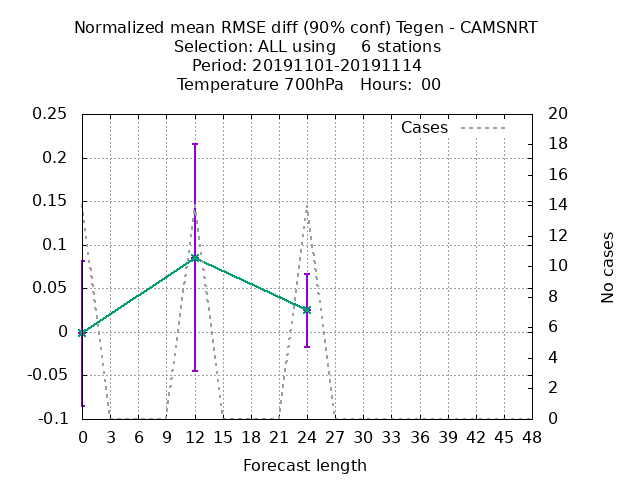 Normalized mean RMSE diff (90% conf) Tegen - CAMSNRT
Selection: ALL using     6 stations
Period: 20191101-20191114
Temperature 700hPa   Hours:  00
Cases
0.25
0.2
0.15
0.1
0.05
0
-0.05
-0.1
20
18
16
14
12
10
8
6
4
2
0
No cases
0 3 6 9 12 15 18 21 24 27 30 33 36 39 42 45 48
Forecast length